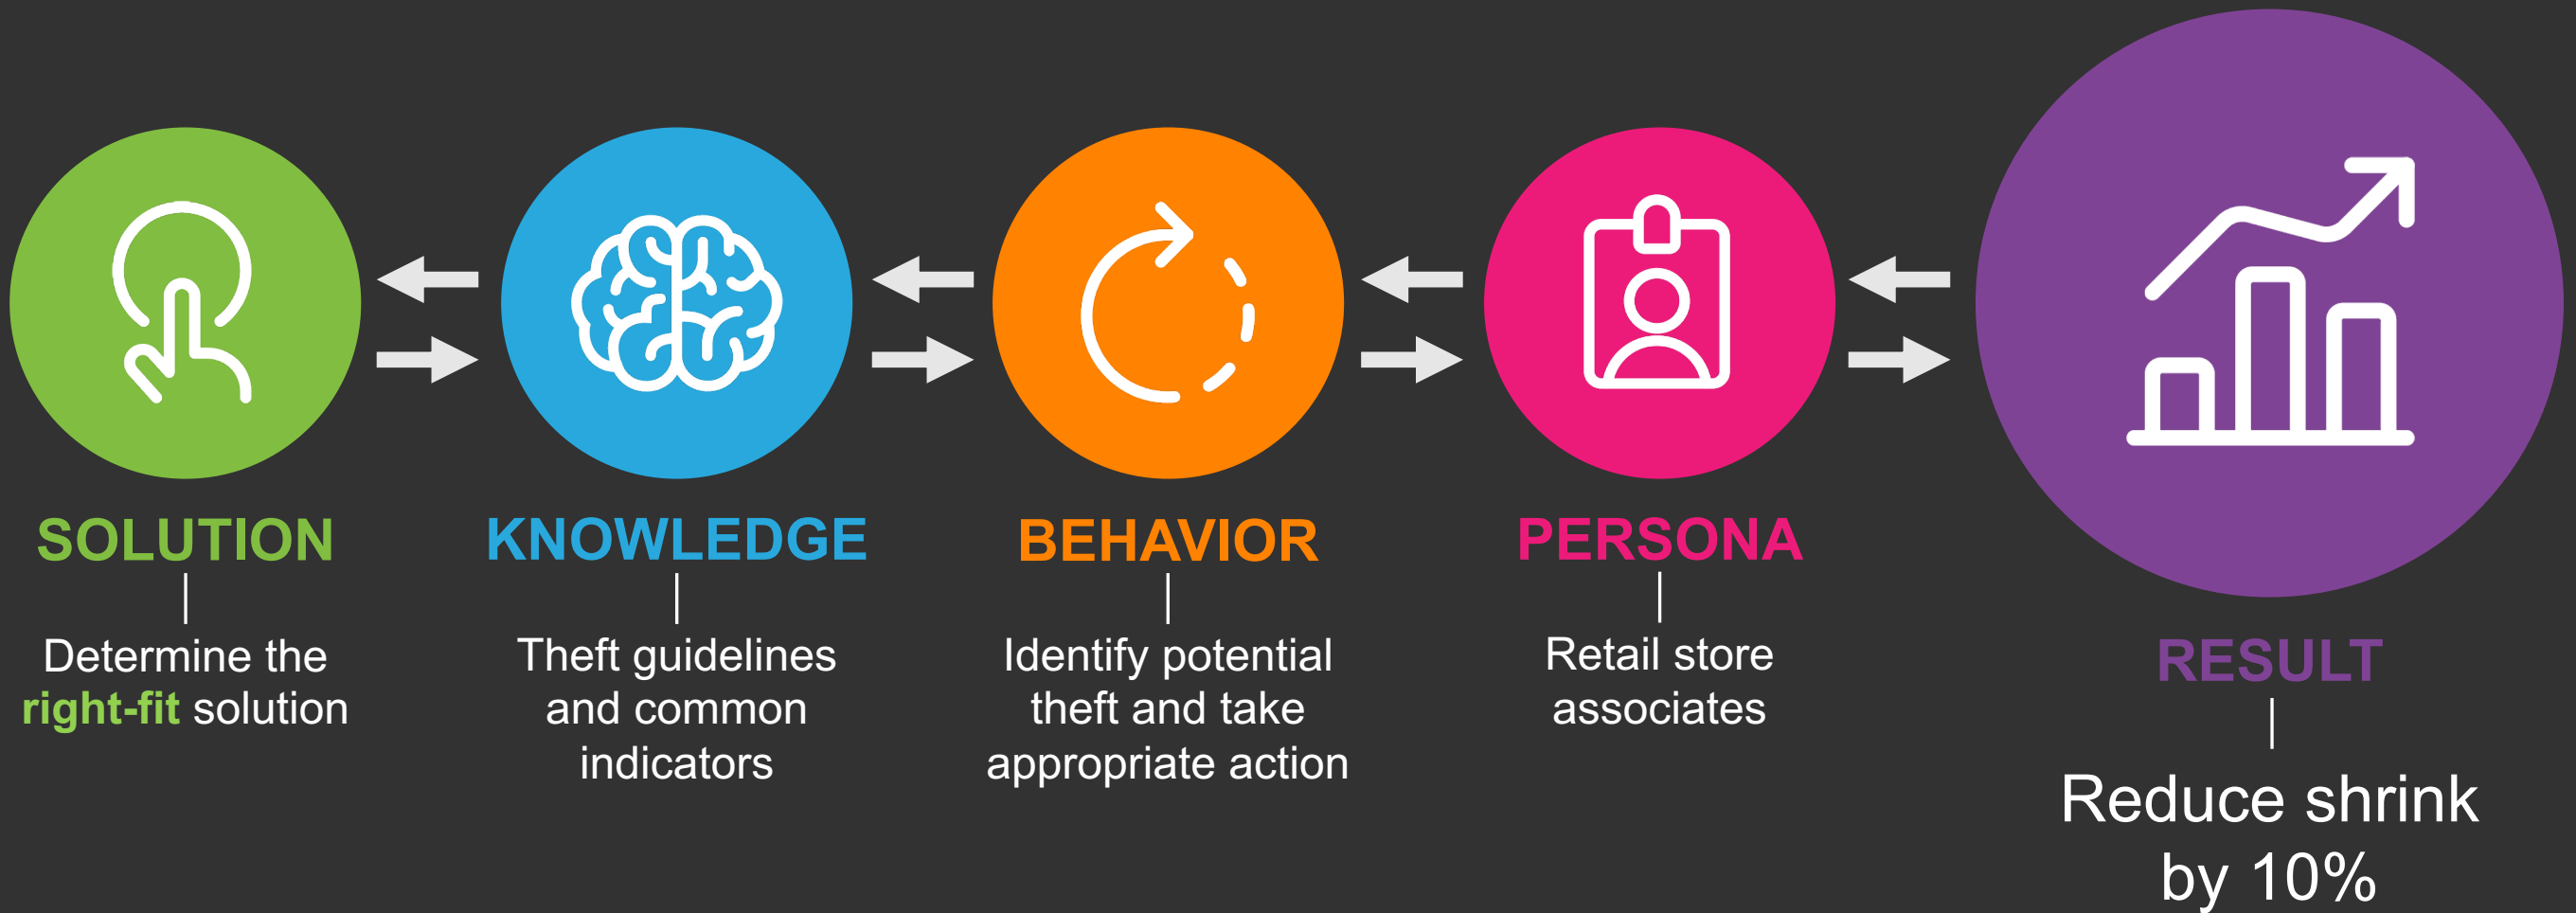 SOLUTION
Determine the
right-fit solution
KNOWLEDGE
Theft guidelines
and common
indicators
BEHAVIOR
Identify potential
theft and take
appropriate action
PERSONA
Retail store
associates
RESULT
Reduce shrink
by 10%